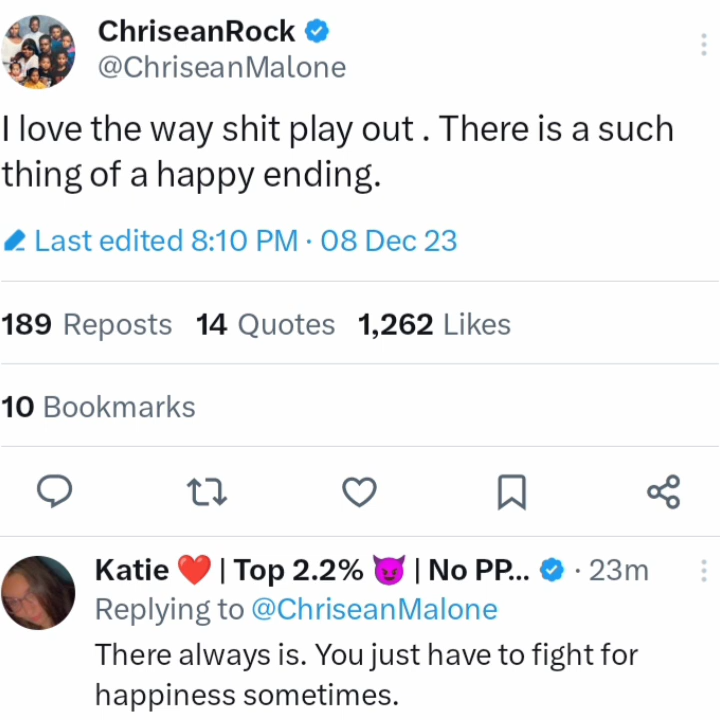 ChriseanRock
@ChriseanMalone
I love the way shit play out . There is a such
thing of a happy ending.
Last edited 8:10 PM · 08 Dec 23
189 Reposts 14 Quotes 1,262 Likes
10 Bookmarks
Katie ❤️ | Top 2.2% 😈 | No PP... · 23m
Replying to @ChriseanMalone
There always is. You just have to fight for
happiness sometimes.